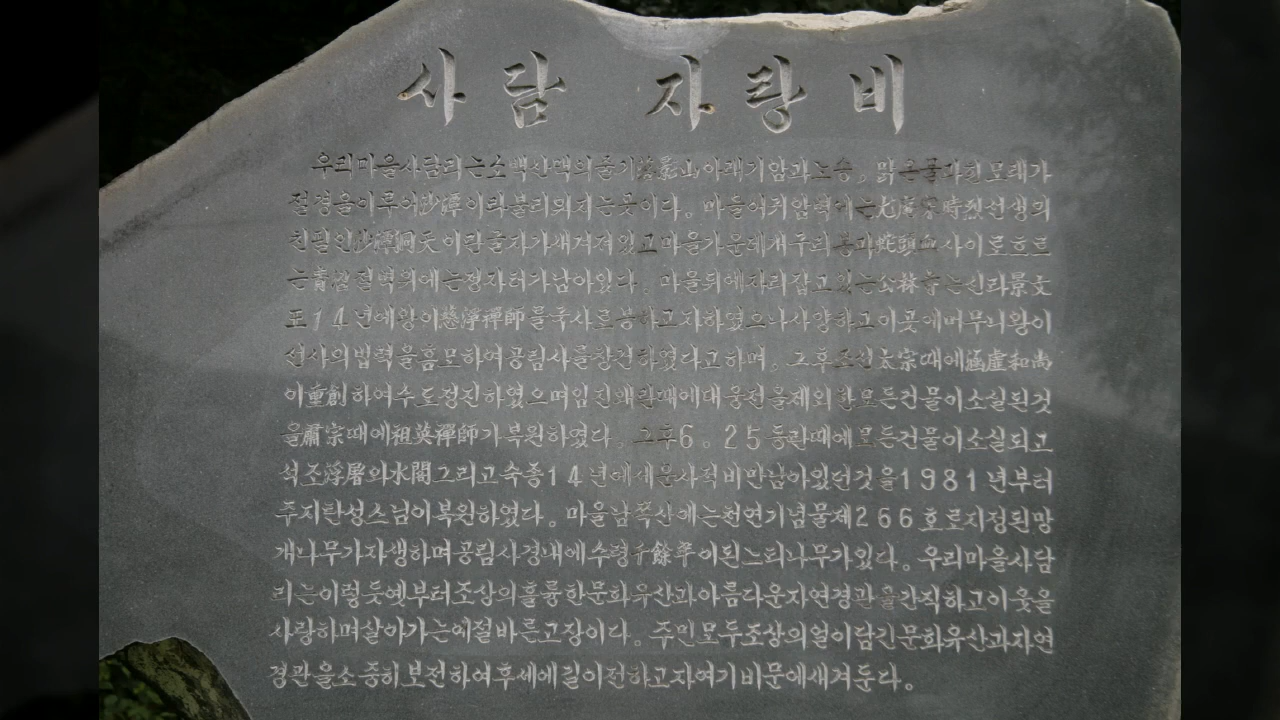 사담 자랑비
우리마을사담리는소백산맥의줄기落影山아래기암과노송, 맑은물과흰모래가
절경을이루어沙潭이라불리워지는곳이다。마을어귀암벽에는尤庵宋時烈선생의
친필인沙潭洞天이란글자가새겨져있고마을가운데개두리봉과蛇頭血사이로흐르
는靑 절벽위에는정자터가남아있다。마을뒤에자리잡고있는公林寺는신라景文
王14년에왕이慈淨禪師를국사로봉하고자하였으나사양하고이곳에머무니왕이
선사의법력을흠모하여공림사를창건하였다고하며, 그후조선太宗때에涵虛和尙
이重創하여수도정진하였으며임진왜란때에대웅전을제외한모든건물이소실된것
을肅宗때에祖英禪師가복원하였다。그후6。25동란때에모든건물이소실되고
석조浮屠와水閣그리고숙종14년에세운사적비만남아있던것을1981년부터
주지탄성스님이복원하였다。마을남쪽산에는천연기념물제266호로지정된망
개나무가자생하며공림사경내에수령千餘年이된느티나무가있다。우리마을사담
리는이렇듯옛부터조상의훌륭한문화유산과아름다운자연경관을간직하고이웃을
사랑하며살아가는예절바른고장이다。주민모두조상의얼이담긴문화유산과자연
경관을소중히보전하여후세에길이전하고자여기비문에새겨둔다。